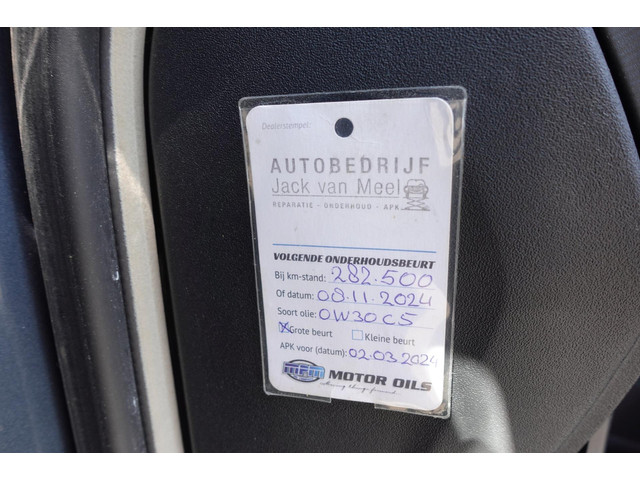 Dealerstempel:
AUTOBEDRIJF
Jack van Meel
REPARATIE - ONDERHOUD - APK
VOLGENDE ONDERHOUDSBEURT
Bij km-stand: 282.500
Of datum: 08.11.2024
Soort olie: 0W30 C5
Grote beurt Kleine beurt
APK voor (datum): 02.03.2024
MPM MOTOR OILS